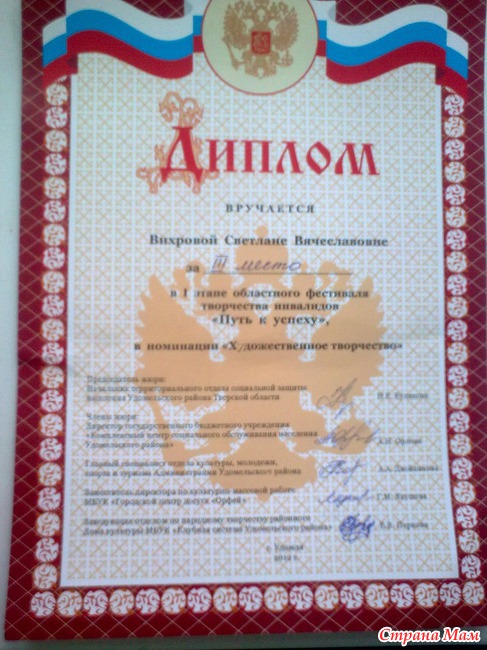 Диплом
ВРУЧАЕТСЯ
Вихровой Светлане Вячеславовне
за III место
в I этапе областного фестиваля
творчества инвалидов
«Путь к успеху»,
в номинации «Х/дожественное творчество»
Председатель жюри:
Начальник территориального отдела социальной защиты
населения Удомельского района Тверской области
Члены жюри:
Директор государственного бюджетного учреждения
«Комплексный центр социального обслуживания населения
Удомельского района»
Главный специалист отдела культуры, молодежи,
спорта и туризма Администрации Удомельского района
Заместитель директора по культурно-массовой работе
МБУК «Городской центр досуга «Орфей»
Заведующая отделом по народному творчеству районного
Дома культуры МБУК «Клубная система Удомельского района»
г. Удомля
2012 г.
Страна Мам